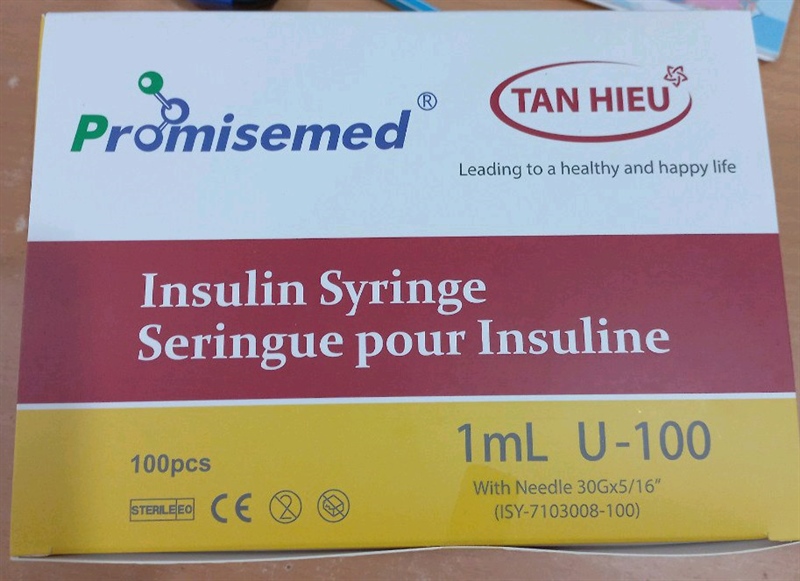 Promisemed®
TAN HIEU
Leading to a healthy and happy life
Insulin Syringe
Seringue pour Insuline
1mL U-100
100pcs
With Needle 30Gx5/16"
(ISY-7103008-100)
STERILE EO
CE
2